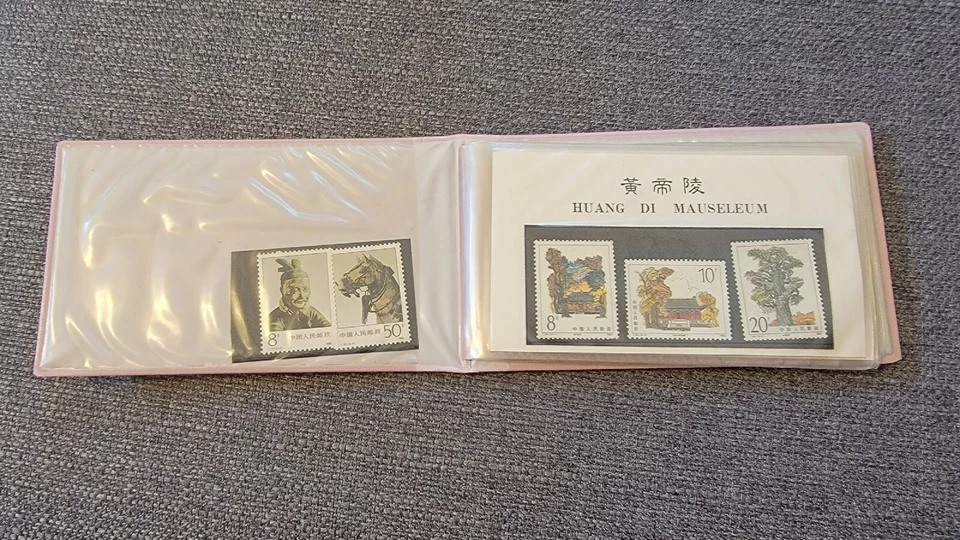 黃帝陵
HUANG DI MAUSELEUM
8分
中国人民邮政
50分
中国人民邮政
8分
中国人民邮政
10分
中国人民邮政
20分
中国人民邮政